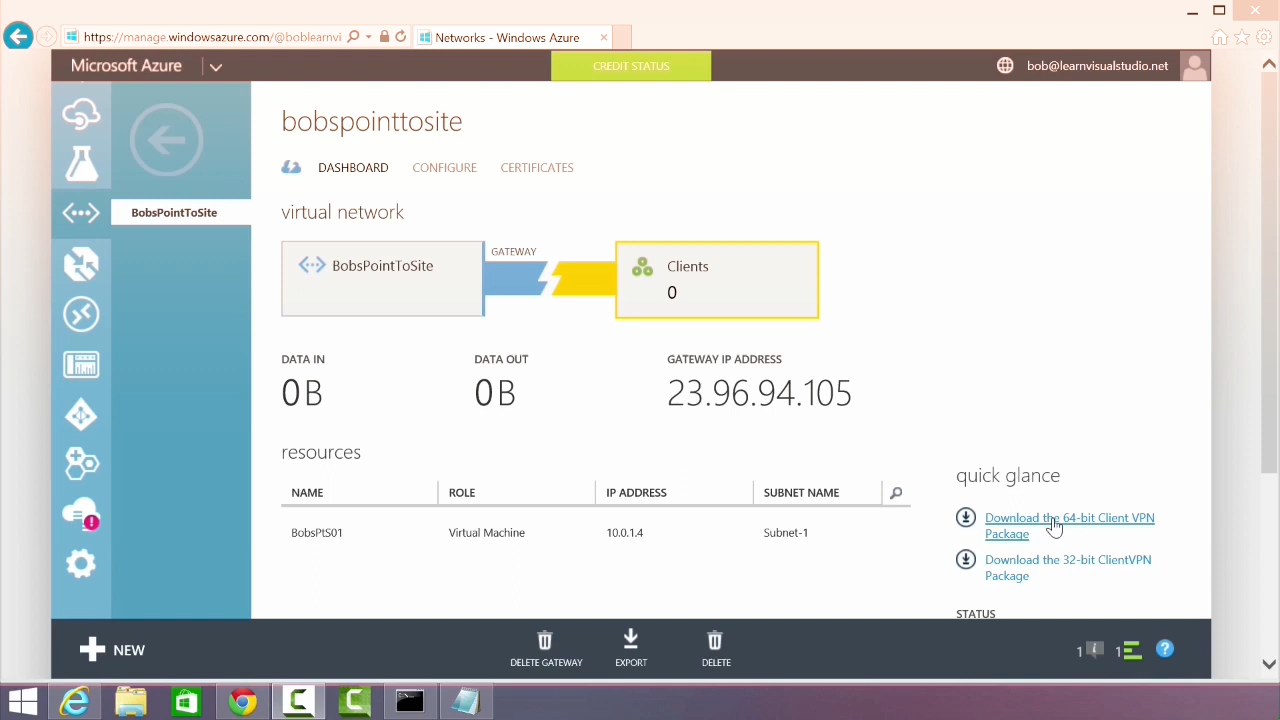 https://manage.windowsazure.com/@boblearnvi
Networks - Windows Azure
Microsoft Azure
CREDIT STATUS
bob@learnvisualstudio.net
BobsPointToSite
bobspointtosite
DASHBOARD CONFIGURE CERTIFICATES
virtual network
BobsPointToSite
GATEWAY
Clients
0
DATA IN DATA OUT GATEWAY IP ADDRESS
0 B 0 B 23.96.94.105
resources
NAME ROLE IP ADDRESS SUBNET NAME
BobsPtS01 Virtual Machine 10.0.1.4 Subnet-1
quick glance
Download the 64-bit Client VPN
Package
Download the 32-bit ClientVPN
Package
STATUS
NEW
DELETE GATEWAY EXPORT DELETE
1 1 ?